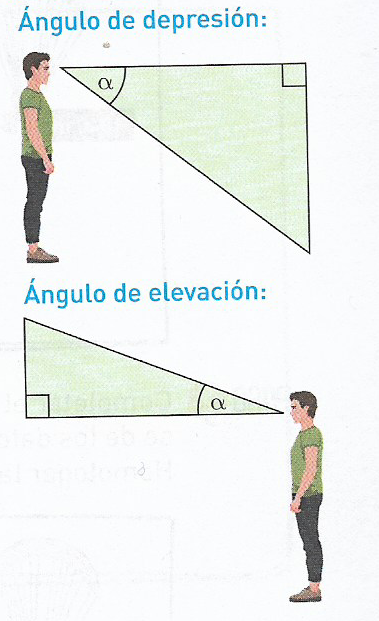 Ángulo de depresión:
α
Ángulo de elevación:
α